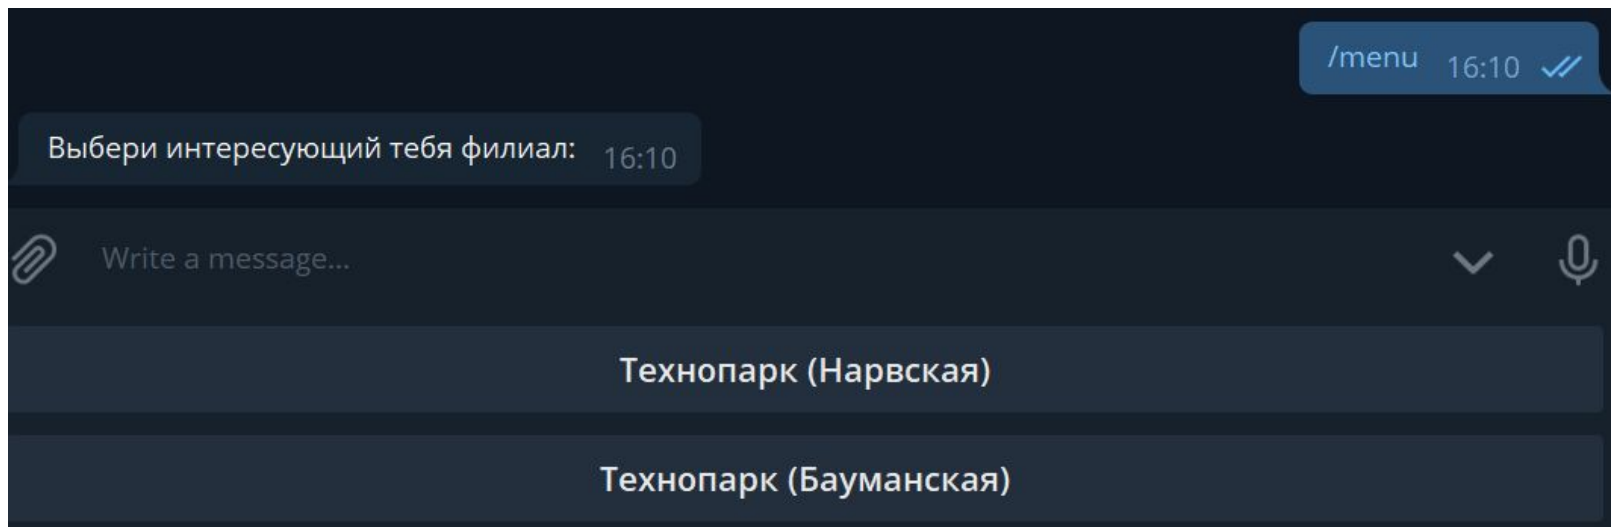 /menu 16:10
Выбери интересующий тебя филиал: 16:10
Write a message...
Технопарк (Нарвская)
Технопарк (Бауманская)